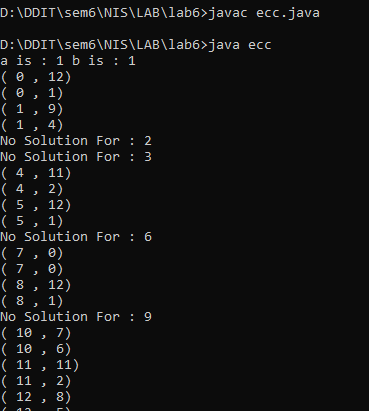 D:\DDIT\sem6\NIS\LAB\lab6>javac ecc.java
D:\DDIT\sem6\NIS\LAB\lab6>java ecc
a is : 1 b is : 1
( 0 , 12)
( 0 , 1)
( 1 , 9)
( 1 , 4)
No Solution For : 2
No Solution For : 3
( 4 , 11)
( 4 , 2)
( 5 , 12)
( 5 , 1)
No Solution For : 6
( 7 , 0)
( 7 , 0)
( 8 , 12)
( 8 , 1)
No Solution For : 9
( 10 , 7)
( 10 , 6)
( 11 , 11)
( 11 , 2)
( 12 , 8)